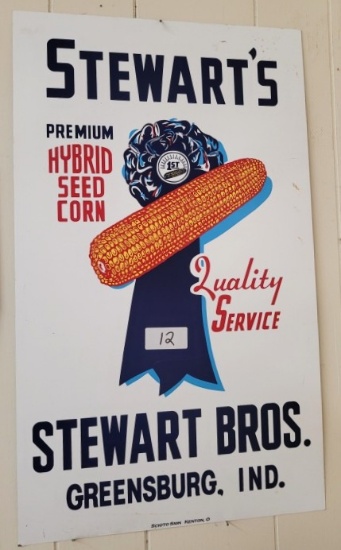 STEWART'S
PREMIUM
HYBRID
SEED
CORN
1ST
Quality
SERVICE
12
STEWART BROS.
GREENSBURG, IND.